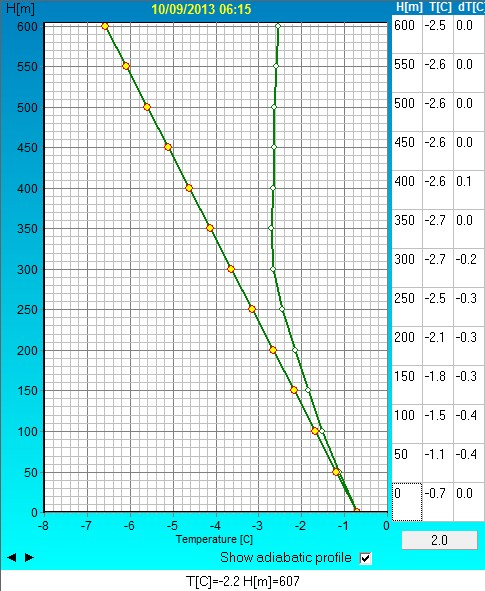 H[m] 10/09/2013 06:15 H[m] T[C] dT[C]
600 600 -2.5 0.0
550 550 -2.6 0.0
500 500 -2.6 0.0
450 450 -2.6 0.0
400 400 -2.6 0.1
350 350 -2.7 0.0
300 300 -2.7 -0.2
250 250 -2.5 -0.3
200 200 -2.1 -0.3
150 150 -1.8 -0.3
100 100 -1.5 -0.4
50 50 -1.1 -0.4
0 0 -0.7 0.0
-8 -7 -6 -5 -4 -3 -2 -1 0
Temperature [C] 2.0
Show adiabatic profile
T[C]=-2.2 H[m]=607